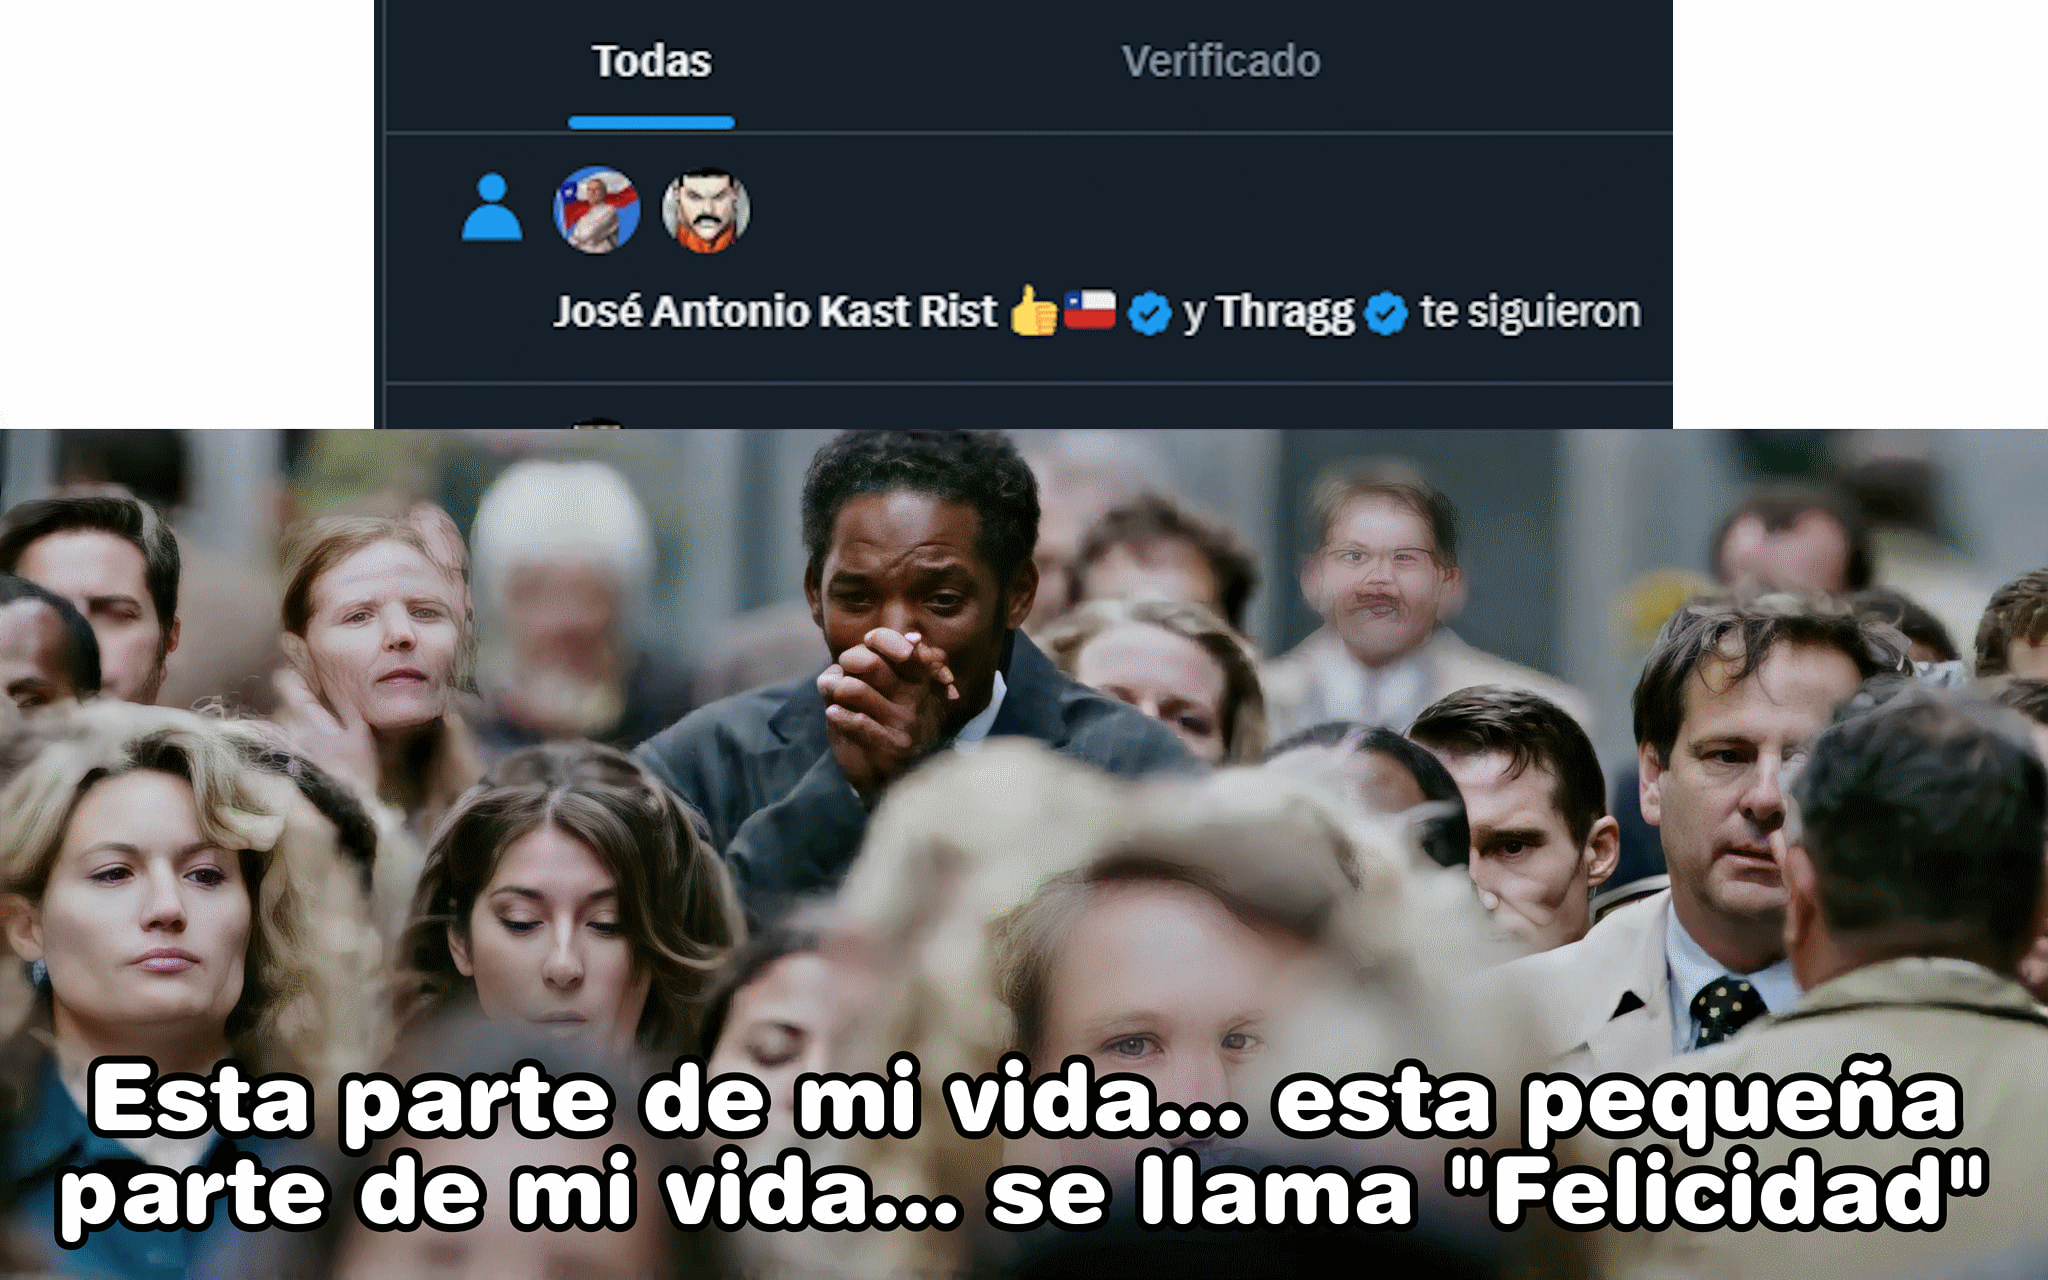 Todas
Verificado
José Antonio Kast Rist 👍🇨🇱 y Thragg te siguieron
Esta parte de mi vida... esta pequeña
parte de mi vida... se llama "Felicidad"